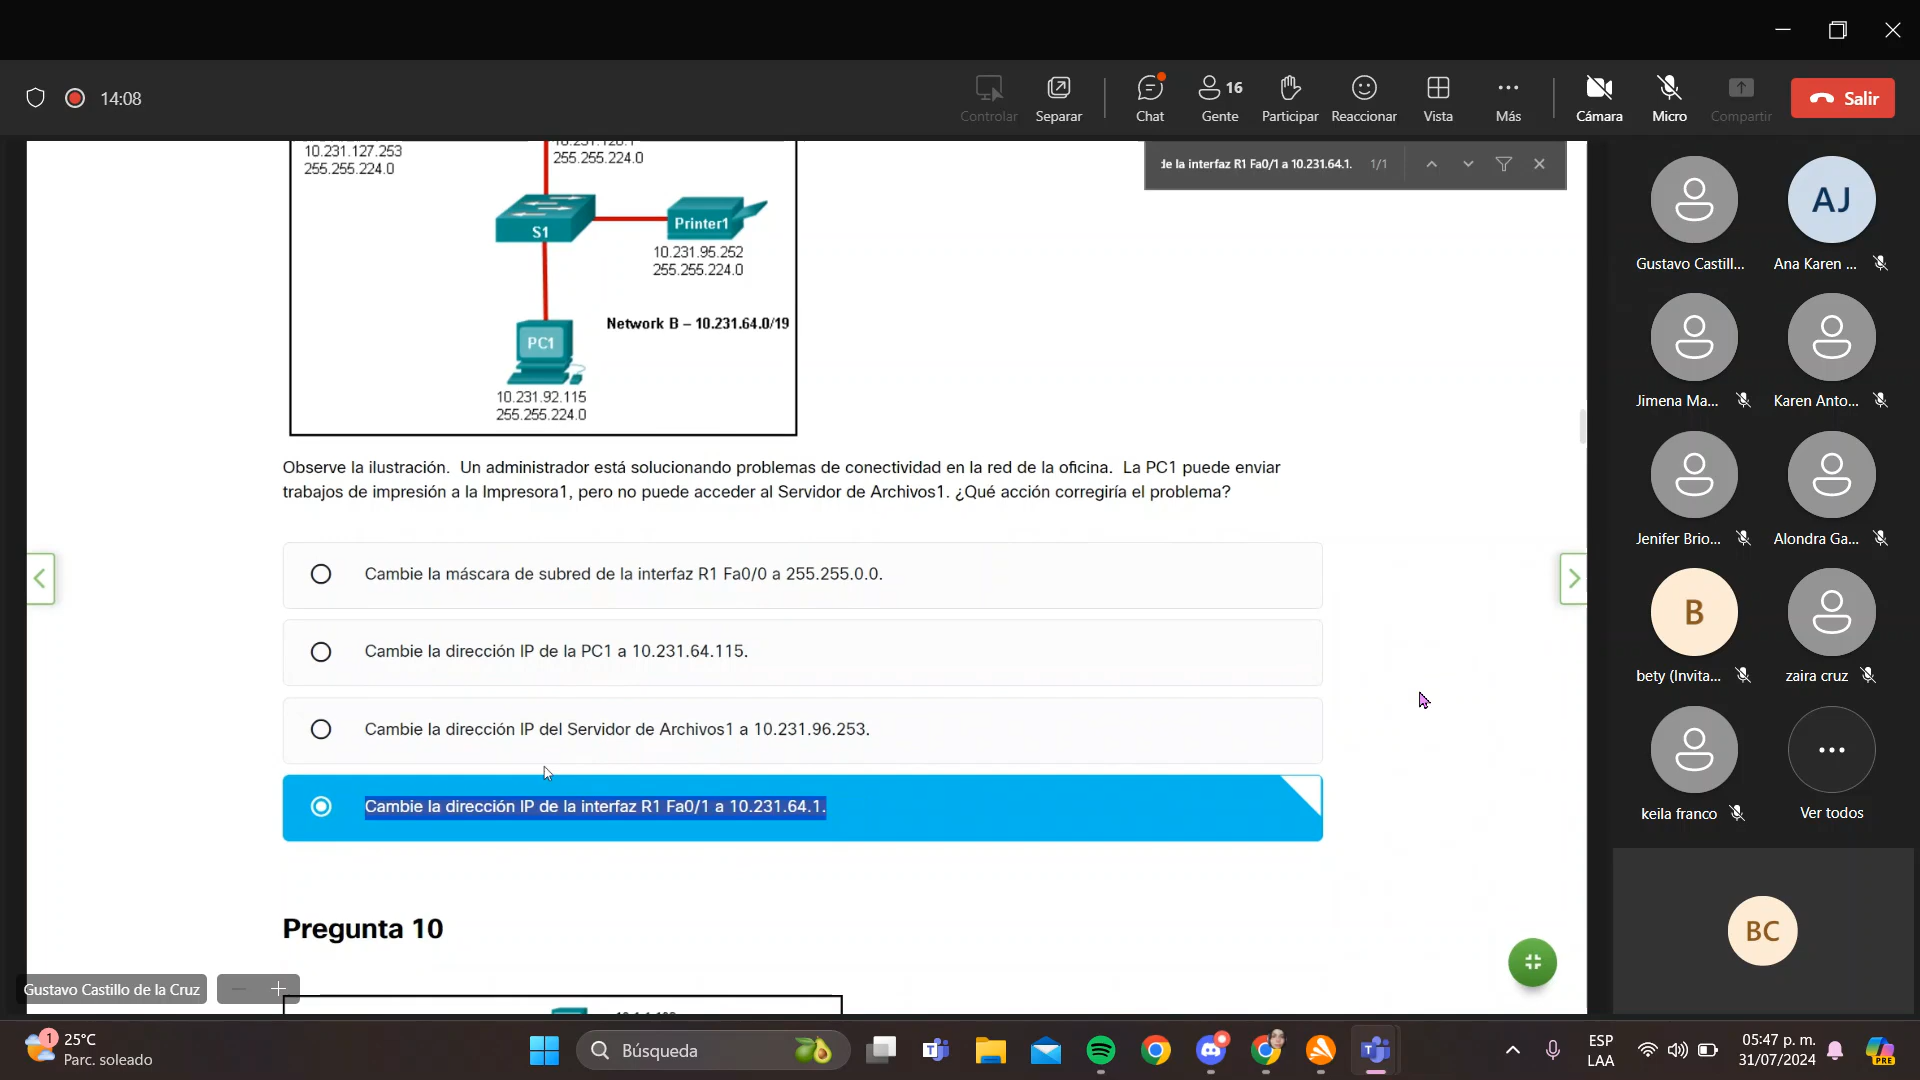 14:08
Controlar
Separar
Chat
16
Gente
Participar
Reaccionar
Vista
Más
Cámara
Micro
Compartir
Salir
10.231.127.253
255.255.224.0
255.255.224.0
de la interfaz R1 Fa0/1 a 10.231.64.1. 1/1
S1
Printer1
10.231.95.252
255.255.224.0
Network B – 10.231.64.0/19
PC1
10.231.92.115
255.255.224.0
Observe la ilustración. Un administrador está solucionando problemas de conectividad en la red de la oficina. La PC1 puede enviar
trabajos de impresión a la Impresora1, pero no puede acceder al Servidor de Archivos1. ¿Qué acción corregiría el problema?
Cambie la máscara de subred de la interfaz R1 Fa0/0 a 255.255.0.0.
Cambie la dirección IP de la PC1 a 10.231.64.115.
Cambie la dirección IP del Servidor de Archivos1 a 10.231.96.253.
Cambie la dirección IP de la interfaz R1 Fa0/1 a 10.231.64.1.
Pregunta 10
Gustavo Castillo de la Cruz
Gustavo Castill...
AJ
Ana Karen ...
Jimena Ma...
Karen Anto...
Jenifer Brio...
Alondra Ga...
B
bety (Invita...
zaira cruz
keila franco
Ver todos
BC
1
25°C
Parc. soleado
Búsqueda
ESP
LAA
05:47 p. m.
31/07/2024
PRE